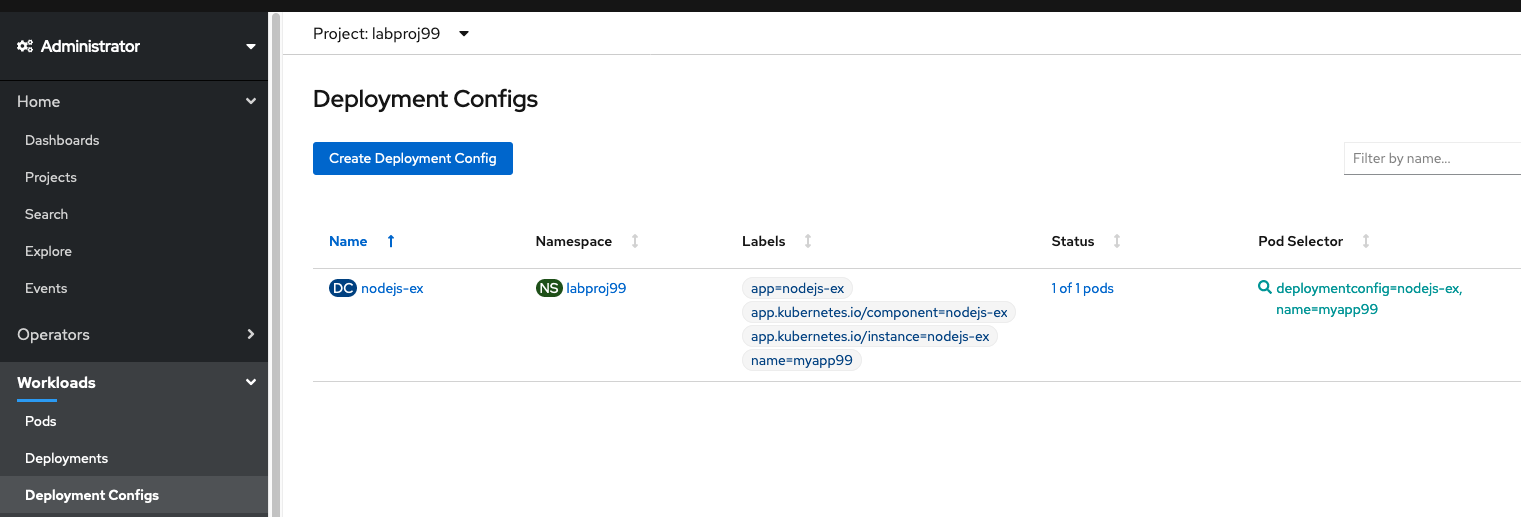 Administrator
Home
Dashboards
Projects
Search
Explore
Events
Operators
Workloads
Pods
Deployments
Deployment Configs
Project: labproj99
Deployment Configs
Create Deployment Config
Filter by name...
Name Namespace Labels Status Pod Selector
DC nodejs-ex NS labproj99 app=nodejs-ex 1 of 1 pods deploymentconfig=nodejs-ex,
app.kubernetes.io/component=nodejs-ex name=myapp99
app.kubernetes.io/instance=nodejs-ex
name=myapp99